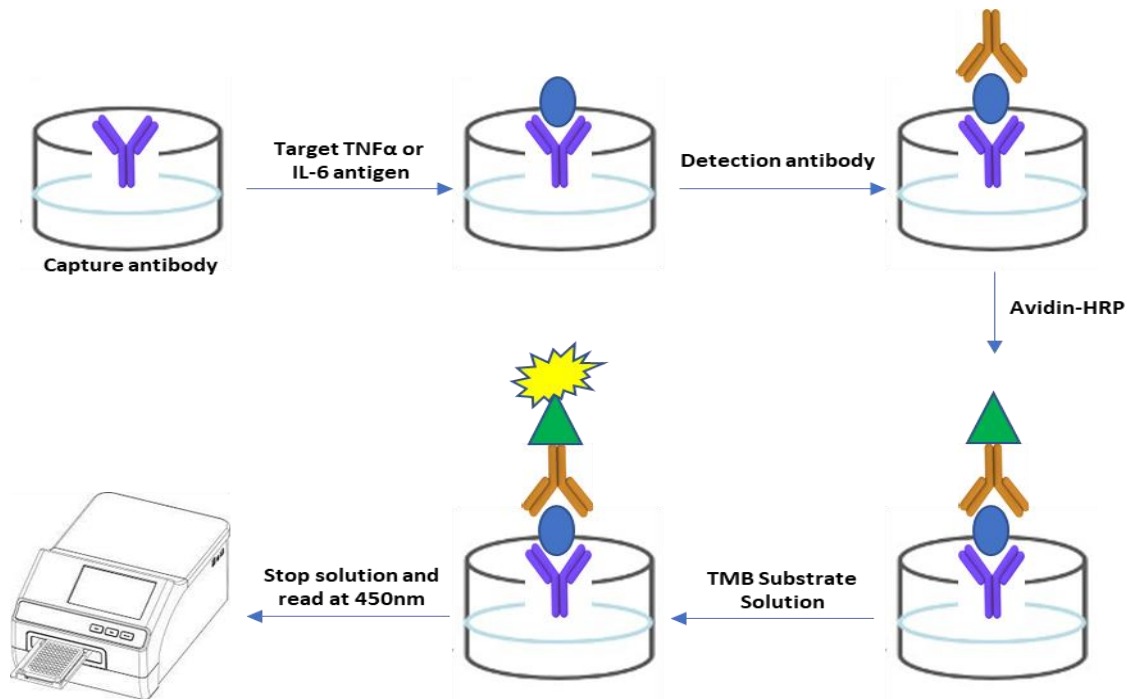 Capture antibody
Target TNFα or
IL-6 antigen
Detection antibody
Avidin-HRP
TMB Substrate
Solution
Stop solution and
read at 450nm